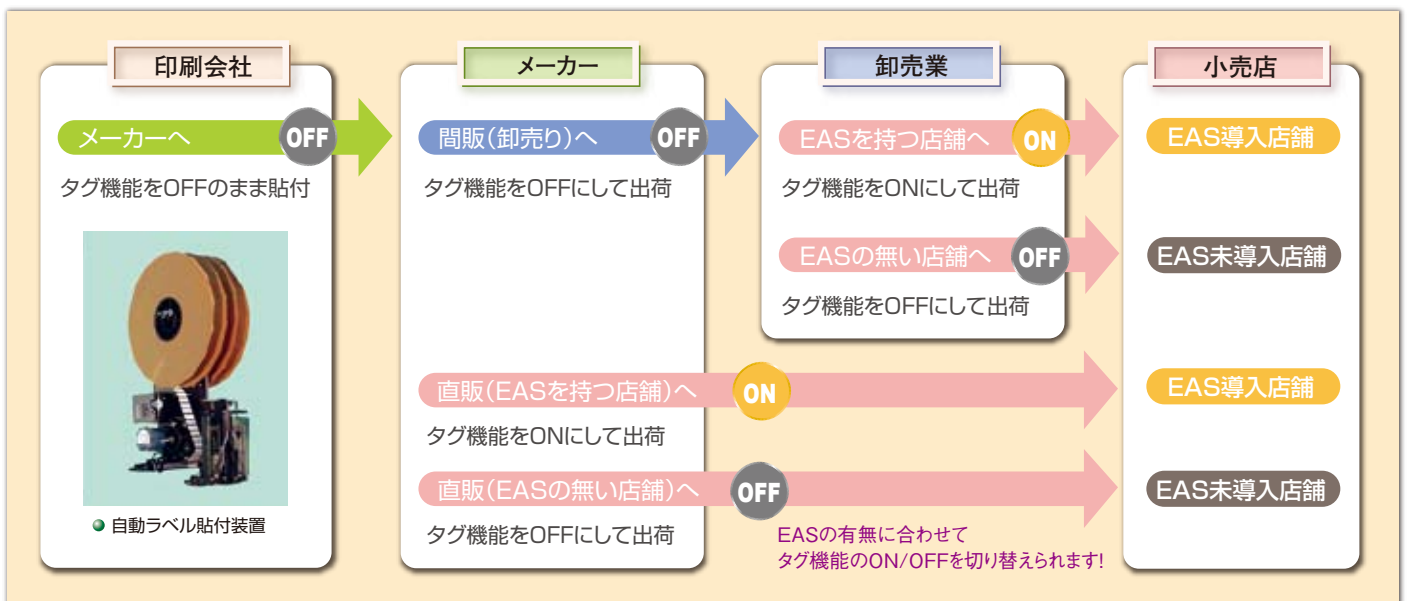 印刷会社
メーカーへ
OFF
タグ機能をOFFのまま貼付
自動ラベル貼付装置
メーカー
間販(卸売り)へ
OFF
タグ機能をOFFにして出荷
直販(EASを持つ店舗)へ
ON
タグ機能をONにして出荷
直販(EASの無い店舗)へ
OFF
タグ機能をOFFにして出荷
卸売業
EASを持つ店舗へ
ON
タグ機能をONにして出荷
EASの無い店舗へ
OFF
タグ機能をOFFにして出荷
EASの有無に合わせて
タグ機能のON/OFFを切り替えられます!
小売店
EAS導入店舗
EAS未導入店舗
EAS導入店舗
EAS未導入店舗